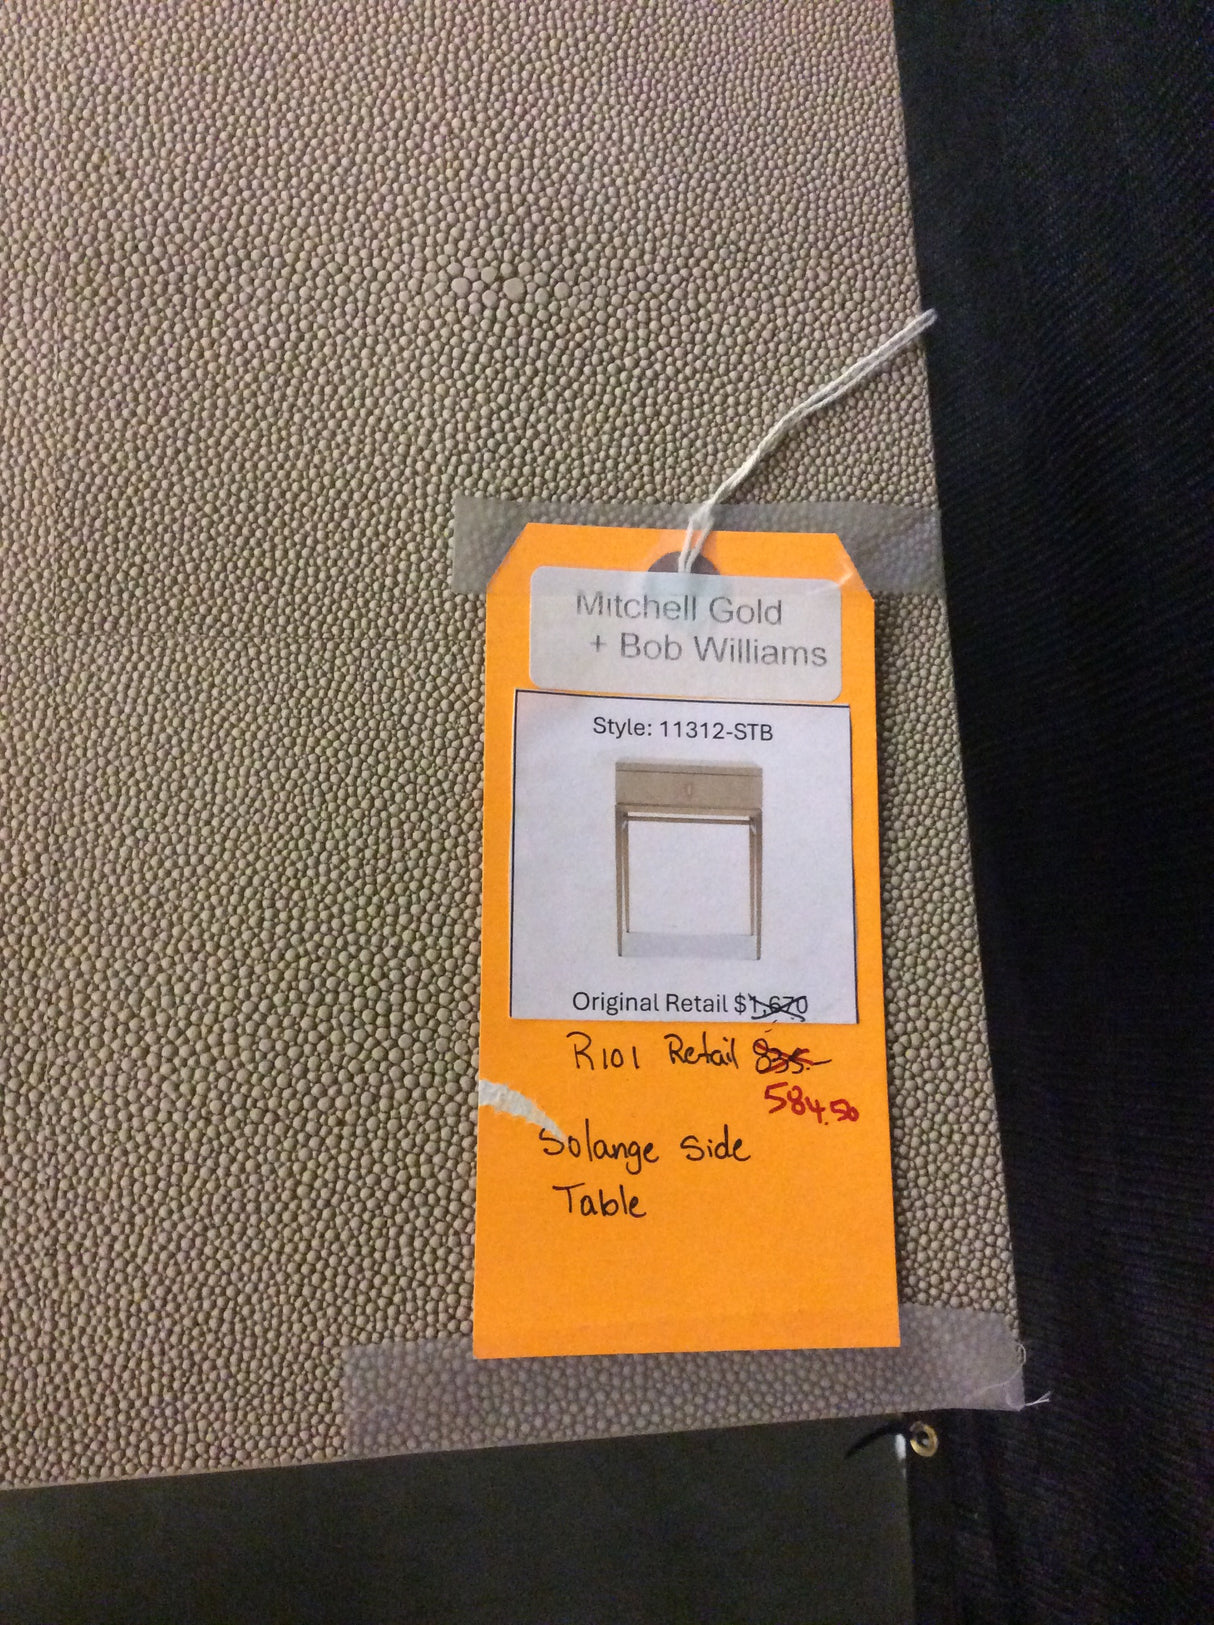 Mitchell Gold
+ Bob Williams
Style: 11312-STB
Original Retail $1,670
R101 Retail 835.
584.50
Solange Side
Table